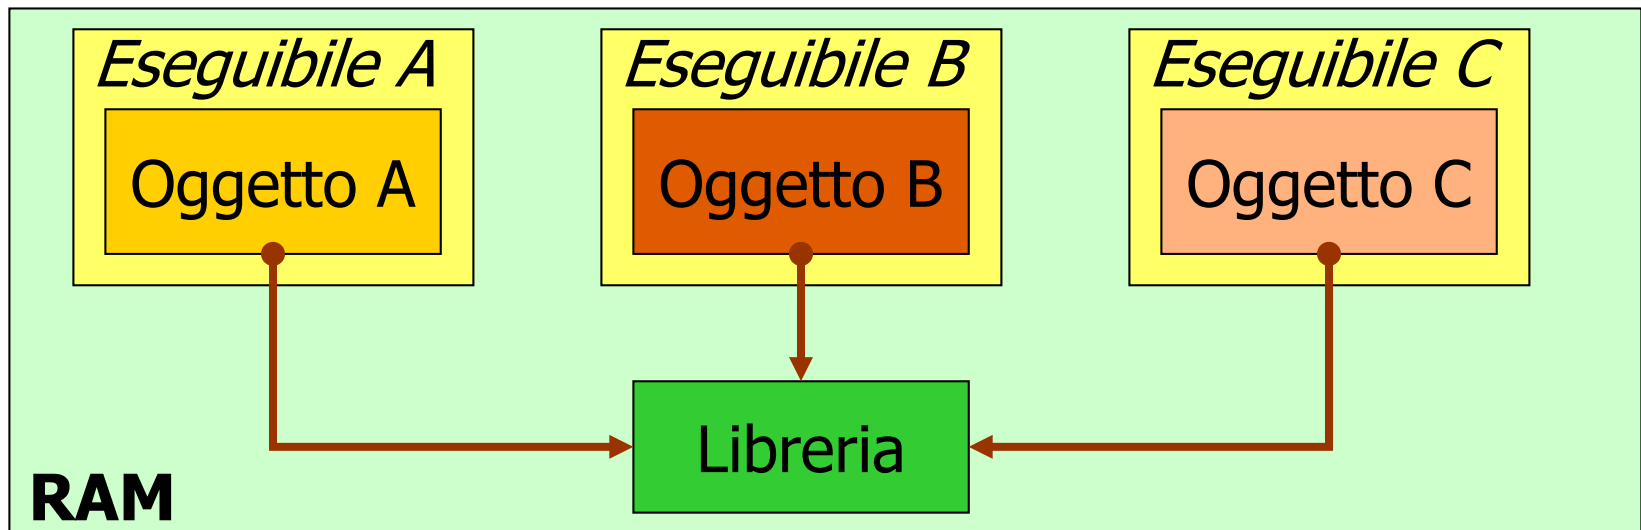 Eseguibile A
Eseguibile B
Eseguibile C
Oggetto A
Oggetto B
Oggetto C
Libreria
RAM